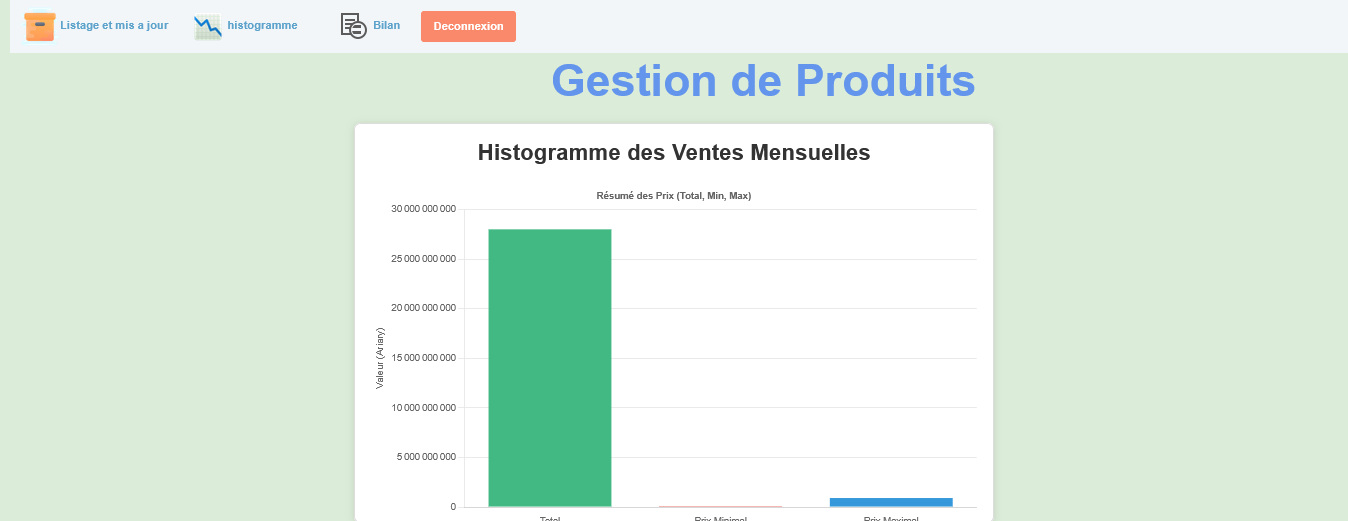 Listage et mis a jour
histogramme
Bilan
Deconnexion
Gestion de Produits
Histogramme des Ventes Mensuelles
Résumé des Prix (Total, Min, Max)
30 000 000 000
25 000 000 000
20 000 000 000
15 000 000 000
10 000 000 000
5 000 000 000
0
Valeur (Ariary)
Total
Prix Minimal
Prix Maximal